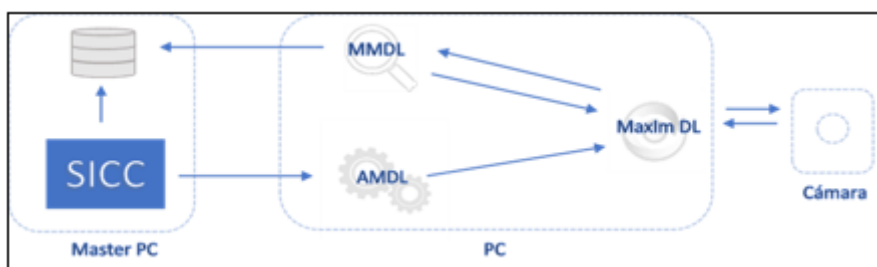 MMDL
MaxIm DL
SICC
AMDL
Cámara
Master PC
PC